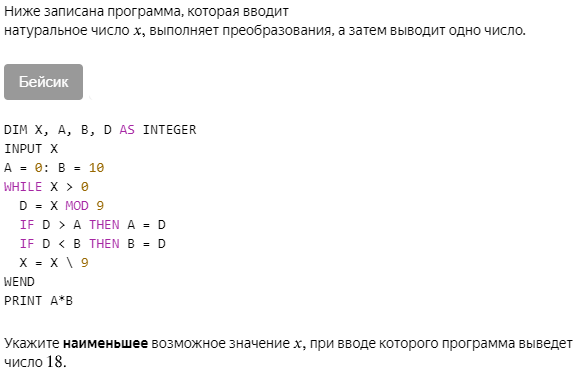 Ниже записана программа, которая вводит
натуральное число x, выполняет преобразования, а затем выводит одно число.
Бейсик
DIM X, A, B, D AS INTEGER
INPUT X
A = 0: B = 10
WHILE X > 0
  D = X MOD 9
  IF D > A THEN A = D
  IF D < B THEN B = D
  X = X \ 9
WEND
PRINT A*B
Укажите наименьшее возможное значение x, при вводе которого программа выведет
число 18.